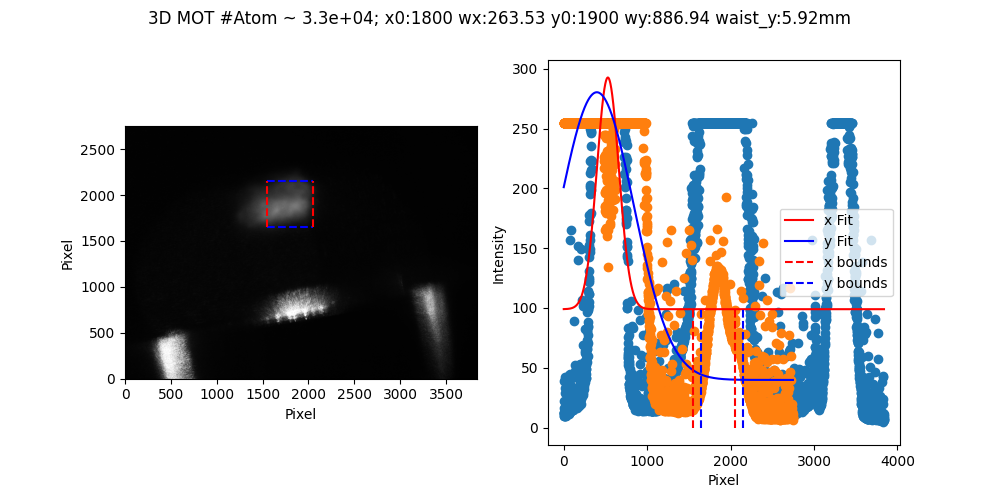 3D MOT #Atom ~ 3.3e+04; x0:1800 wx:263.53 y0:1900 wy:886.94 waist_y:5.92mm
2500
2000
1500
1000
500
0
Pixel
0 500 1000 1500 2000 2500 3000 3500
Pixel
300
250
200
150
100
50
0
Intensity
x Fit
y Fit
x bounds
y bounds
0 1000 2000 3000 4000
Pixel